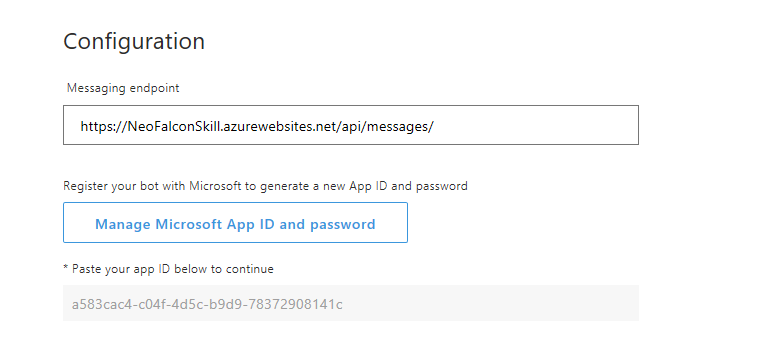 Configuration
Messaging endpoint
https://NeoFalconSkill.azurewebsites.net/api/messages/
Register your bot with Microsoft to generate a new App ID and password
Manage Microsoft App ID and password
* Paste your app ID below to continue
a583cac4-c04f-4d5c-b9d9-78372908141c